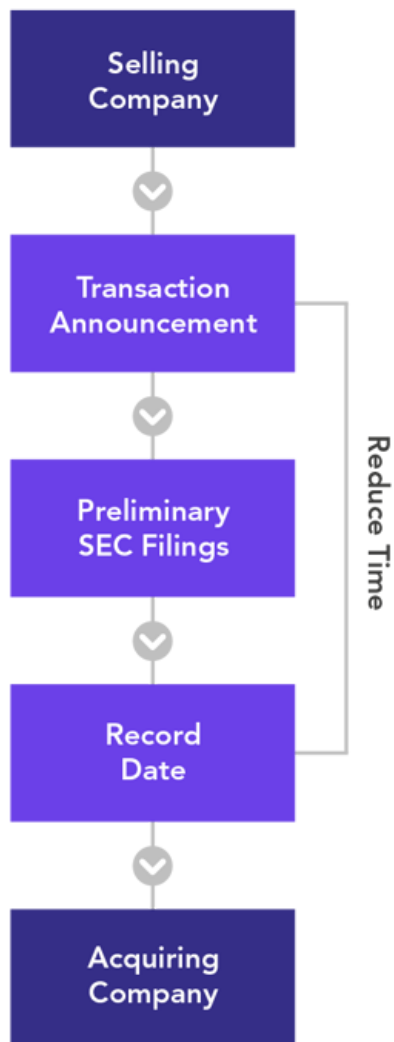 Selling
Company
Transaction
Announcement
Preliminary
SEC Filings
Reduce Time
Record
Date
Acquiring
Company